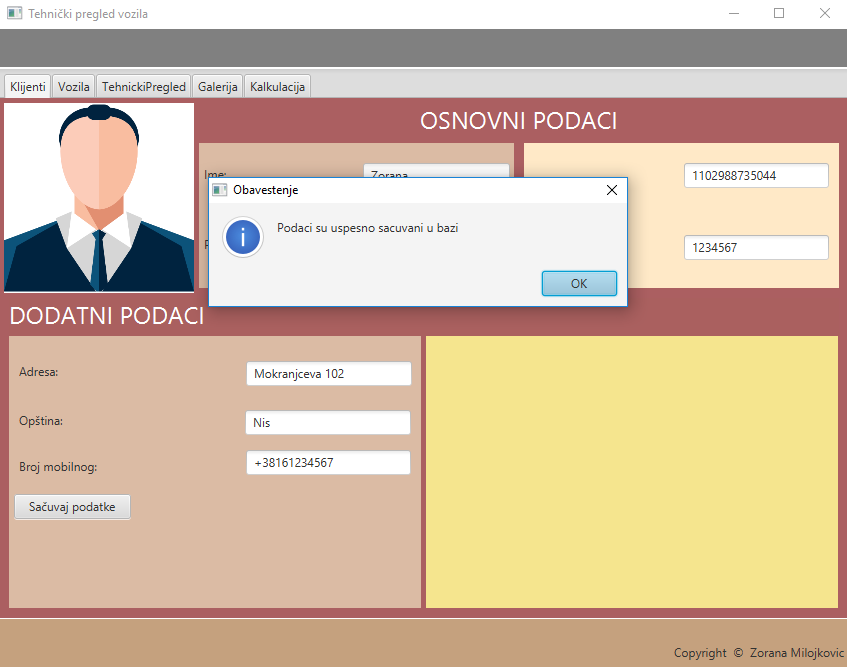 Tehnički pregled vozila
Klijenti Vozila TehnickiPregled Galerija Kalkulacija
OSNOVNI PODACI
Ime: Zorana 1102988735044
Obavestenje
i Podaci su uspesno sacuvani u bazi
1234567
OK
DODATNI PODACI
Adresa: Mokranjceva 102
Opština: Nis
Broj mobilnog: +38161234567
Sačuvaj podatke
Copyright © Zorana Milojkovic